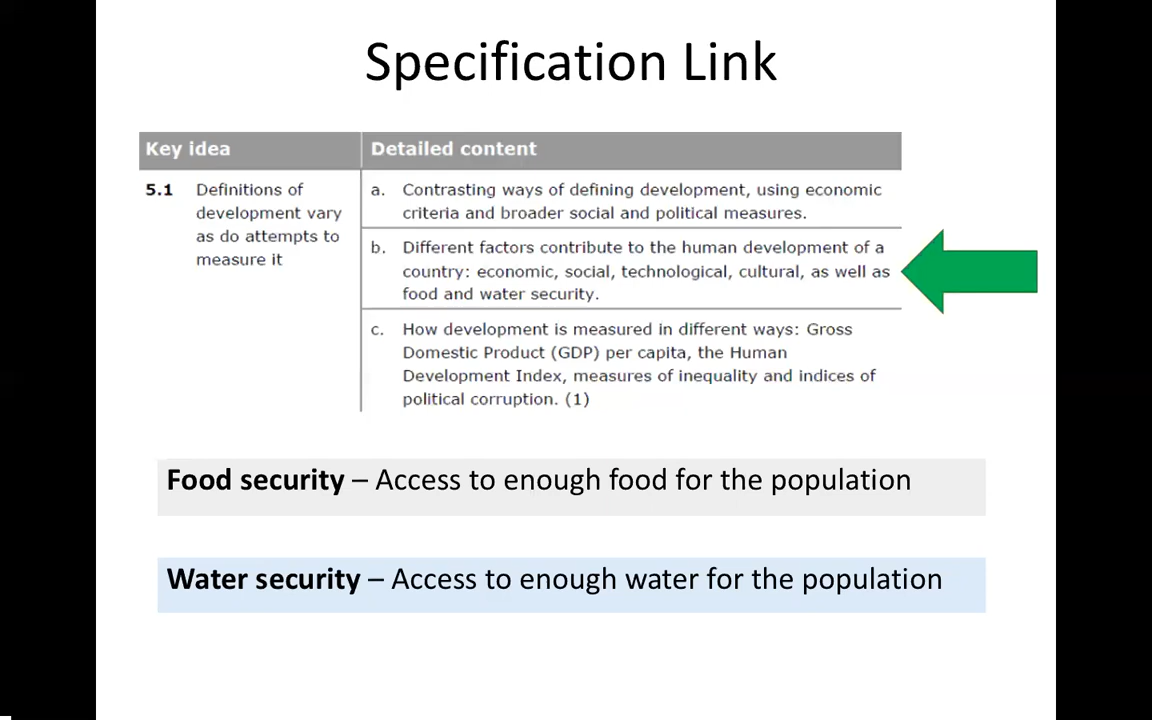 Specification Link
Key idea
Detailed content
5.1 Definitions of
development vary
as do attempts to
measure it
a. Contrasting ways of defining development, using economic
criteria and broader social and political measures.
b. Different factors contribute to the human development of a
country: economic, social, technological, cultural, as well as
food and water security.
c. How development is measured in different ways: Gross
Domestic Product (GDP) per capita, the Human
Development Index, measures of inequality and indices of
political corruption. (1)
Food security – Access to enough food for the population
Water security – Access to enough water for the population